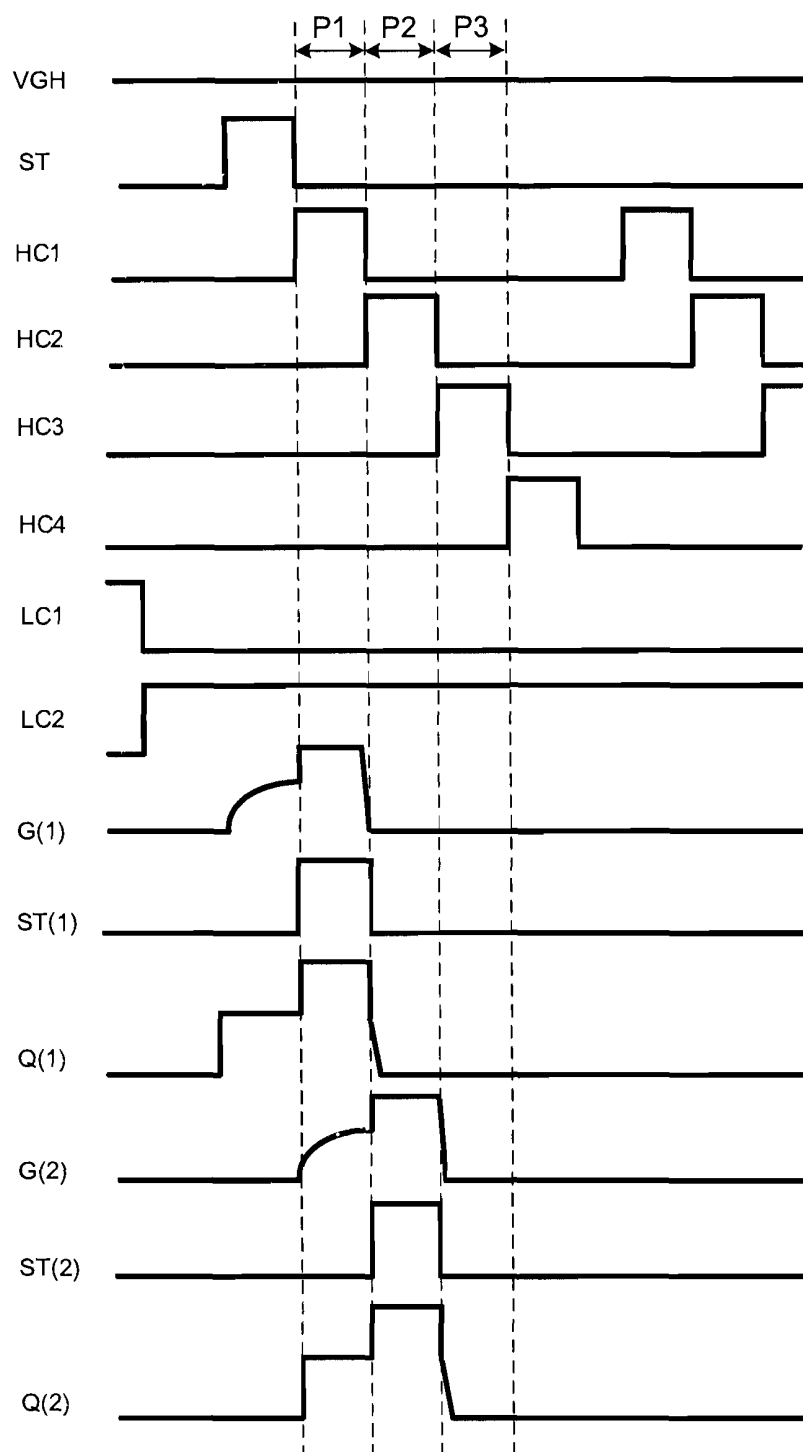 P1 P2 P3
VGH
ST
HC1
HC2
HC3
HC4
LC1
LC2
G(1)
ST(1)
Q(1)
G(2)
ST(2)
Q(2)